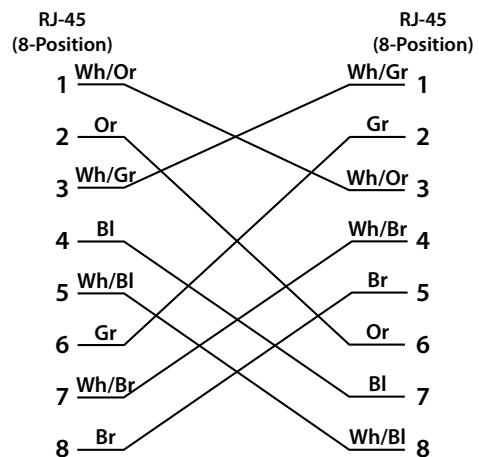 RJ-45 RJ-45
(8-Position) (8-Position)
1 Wh/Or Wh/Gr 1
2 Or Gr 2
3 Wh/Gr Wh/Or 3
4 Bl Wh/Br 4
5 Wh/Bl Br 5
6 Gr Or 6
7 Wh/Br Bl 7
8 Br Wh/Bl 8